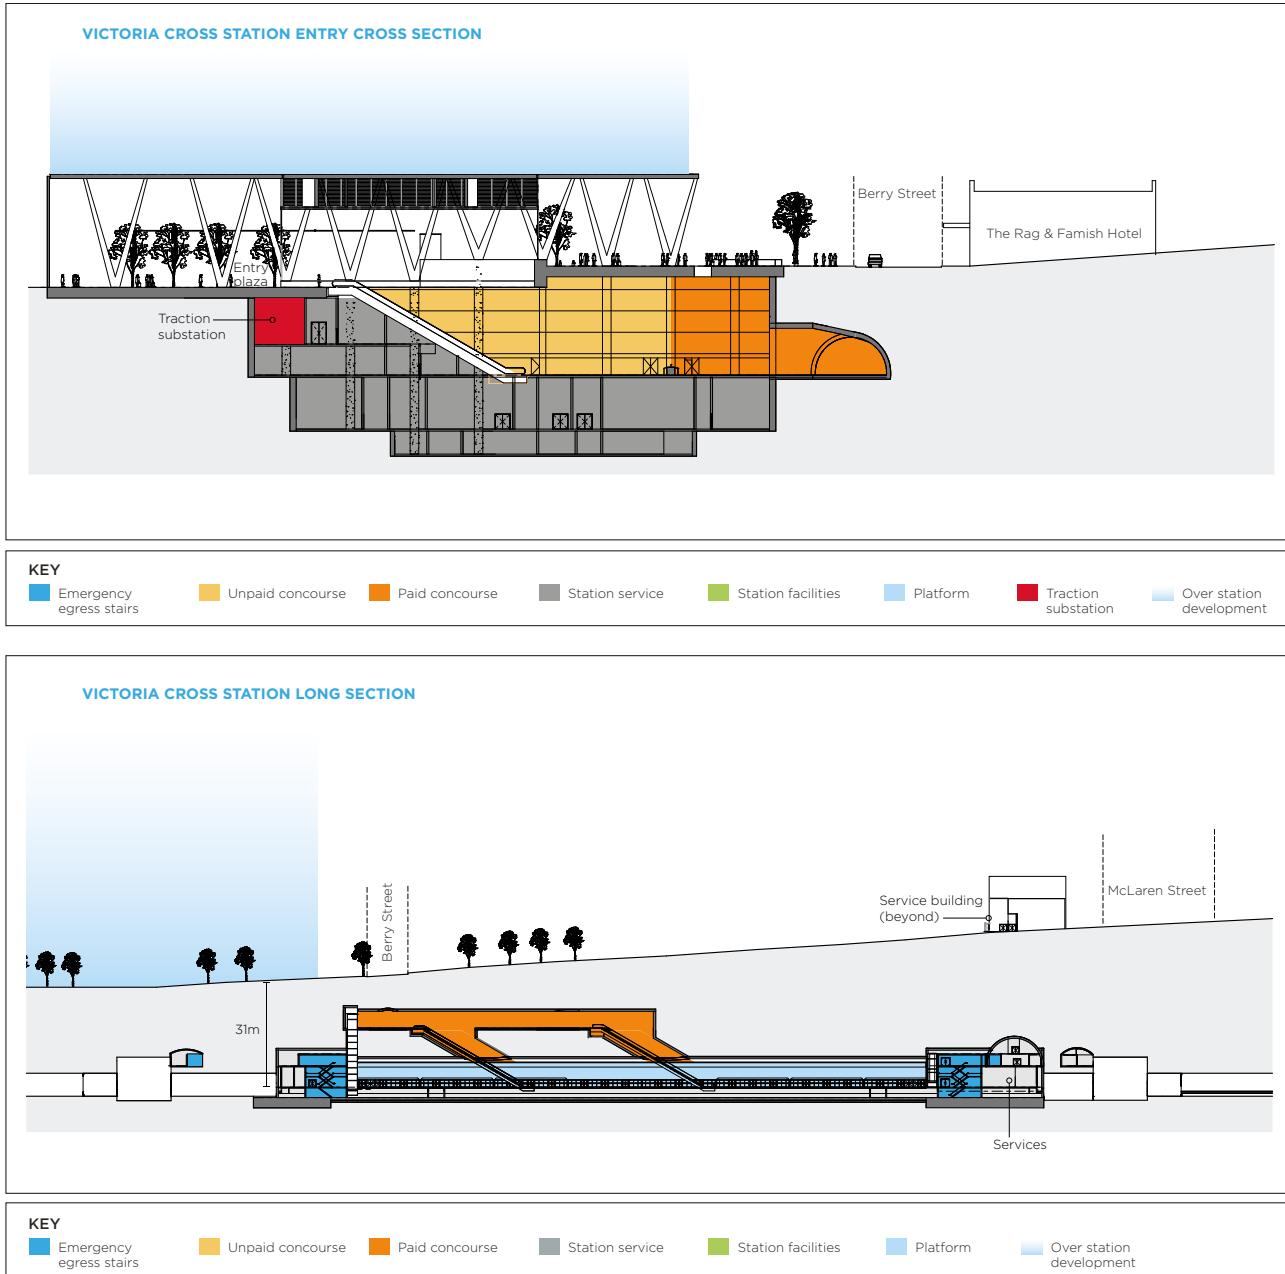 VICTORIA CROSS STATION ENTRY CROSS SECTION
Berry Street
The Rag & Famish Hotel
Entry
plaza
Traction
substation
KEY
Emergency
egress stairs
Unpaid concourse
Paid concourse
Station service
Station facilities
Platform
Traction
substation
Over station
development
VICTORIA CROSS STATION LONG SECTION
Berry Street
Service building
(beyond)
McLaren Street
31m
Services
KEY
Emergency
egress stairs
Unpaid concourse
Paid concourse
Station service
Station facilities
Platform
Over station
development